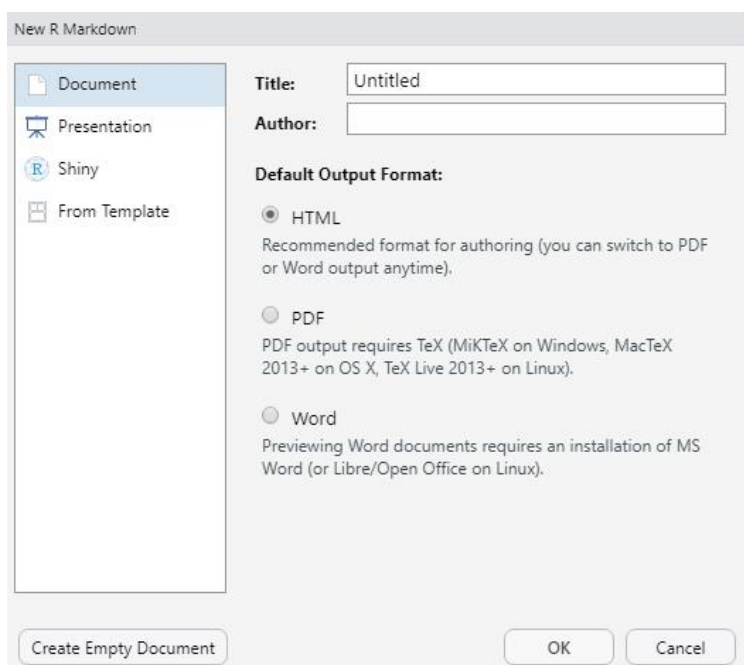 New R Markdown
Document
Presentation
R Shiny
From Template
Title: Untitled
Author:
Default Output Format:
HTML
Recommended format for authoring (you can switch to PDF
or Word output anytime).
PDF
PDF output requires TeX (MiKTeX on Windows, MacTeX
2013+ on OS X, TeX Live 2013+ on Linux).
Word
Previewing Word documents requires an installation of MS
Word (or Libre/Open Office on Linux).
Create Empty Document
OK
Cancel